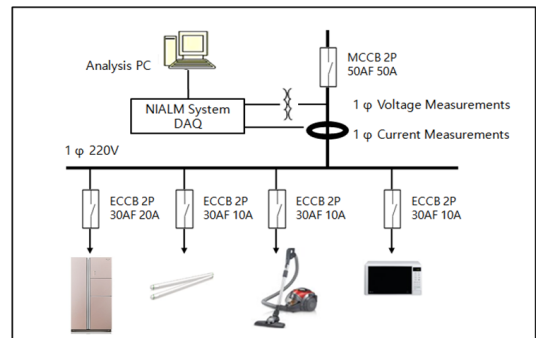 Analysis PC
MCCB 2P
50AF 50A
NIALM System
DAQ
1 φ Voltage Measurements
1 φ Current Measurements
1 φ 220V
ECCB 2P
30AF 20A
ECCB 2P
30AF 10A
ECCB 2P
30AF 10A
ECCB 2P
30AF 10A